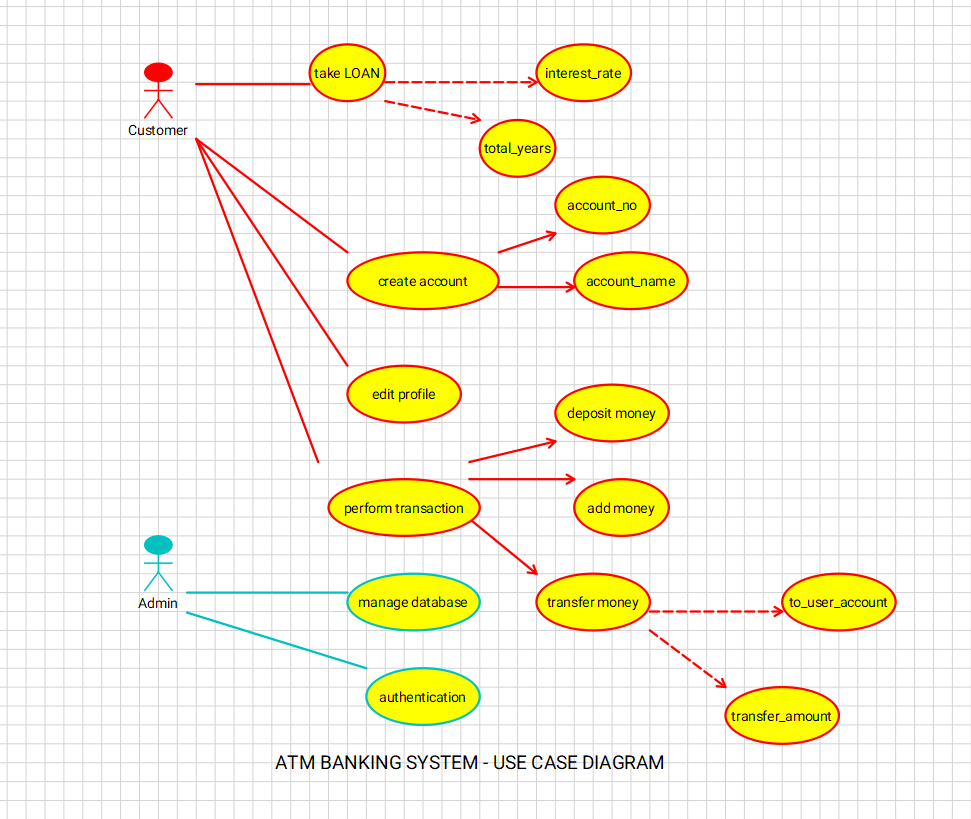 take LOAN
interest_rate
Customer
total_years
account_no
create account
account_name
edit profile
deposit money
perform transaction
add money
Admin
manage database
transfer money
to_user_account
authentication
transfer_amount
ATM BANKING SYSTEM - USE CASE DIAGRAM